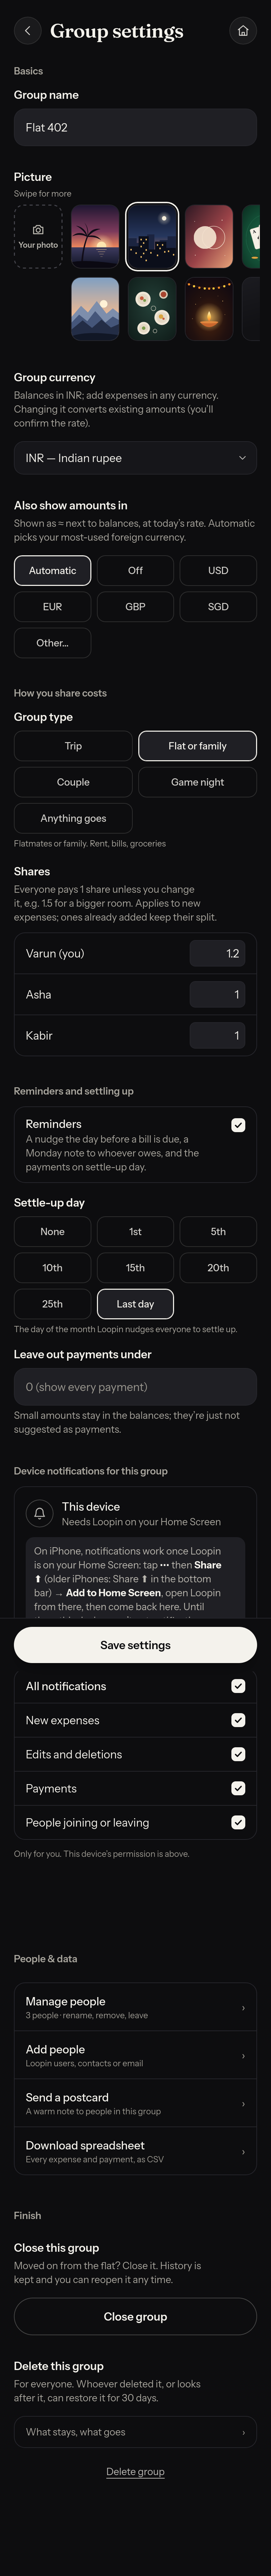 Group settings
Basics
Group name
Flat 402
Picture
Swipe for more
Your photo
Group currency
Balances in INR; add expenses in any currency.
Changing it converts existing amounts (you'll
confirm the rate).
INR — Indian rupee
Also show amounts in
Shown as ≈ next to balances, at today's rate. Automatic
picks your most-used foreign currency.
Automatic
Off
USD
EUR
GBP
SGD
Other...
How you share costs
Group type
Trip
Flat or family
Couple
Game night
Anything goes
Flatmates or family. Rent, bills, groceries
Shares
Everyone pays 1 share unless you change
it, e.g. 1.5 for a bigger room. Applies to new
expenses; ones already added keep their split.
Varun (you) 1.2
Asha 1
Kabir 1
Reminders and settling up
Reminders
A nudge the day before a bill is due, a
Monday note to whoever owes, and the
payments on settle-up day.
Settle-up day
None
1st
5th
10th
15th
20th
25th
Last day
The day of the month Loopin nudges everyone to settle up.
Leave out payments under
0 (show every payment)
Small amounts stay in the balances; they're just not
suggested as payments.
Device notifications for this group
This device
Needs Loopin on your Home Screen
On iPhone, notifications work once Loopin
is on your Home Screen: tap ••• then Share
⬆ (older iPhones: Share ⬆ in the bottom
bar) → Add to Home Screen, open Loopin
from there, then come back here. Until
Save settings
All notifications
New expenses
Edits and deletions
Payments
People joining or leaving
Only for you. This device's permission is above.
People & data
Manage people
3 people · rename, remove, leave
Add people
Loopin users, contacts or email
Send a postcard
A warm note to people in this group
Download spreadsheet
Every expense and payment, as CSV
Finish
Close this group
Moved on from the flat? Close it. History is
kept and you can reopen it any time.
Close group
Delete this group
For everyone. Whoever deleted it, or looks
after it, can restore it for 30 days.
What stays, what goes
Delete group